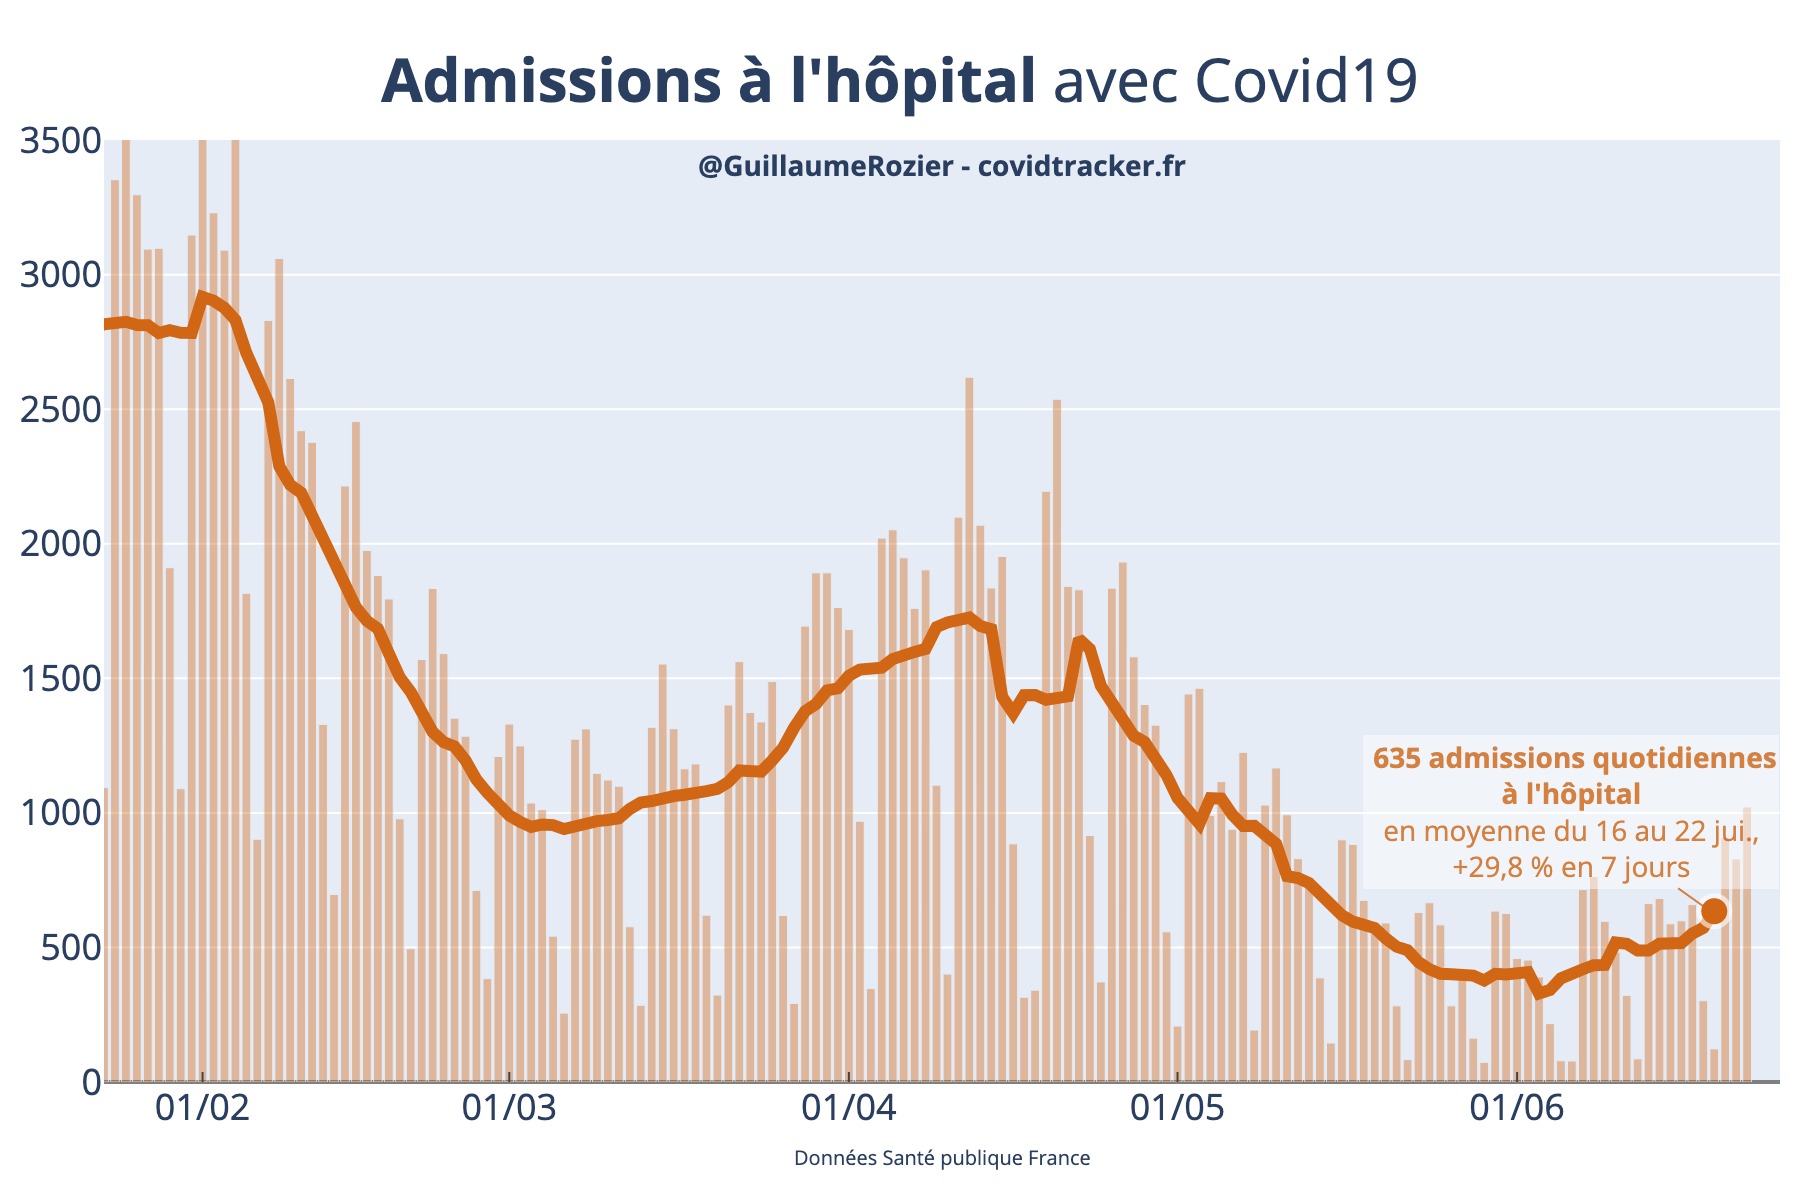 Admissions à l'hôpital avec Covid19
@GuillaumeRozier - covidtracker.fr
3500
3000
2500
2000
1500
1000
500
0
635 admissions quotidiennes
à l'hôpital
en moyenne du 16 au 22 jui.,
+29,8 % en 7 jours
01/02 01/03 01/04 01/05 01/06
Données Santé publique France